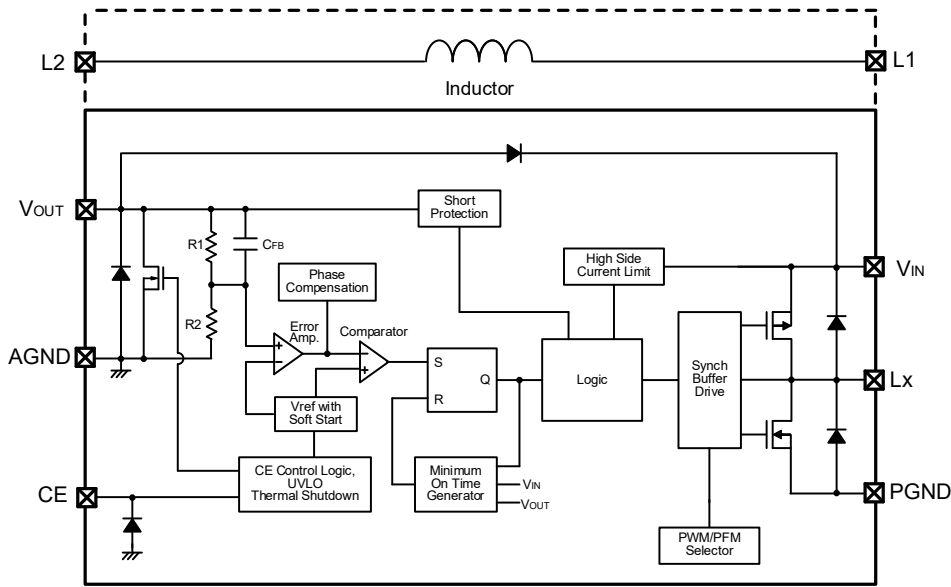 L2
L1
Inductor
VOUT
Short
Protection
R1
CFB
High Side
Current Limit
VIN
Phase
Compensation
R2
Error
Amp.
Comparator
AGND
Synch
Buffer
Drive
Logic
Lx
S
Q
R
Vref with
Soft Start
CE Control Logic,
UVLO
Thermal Shutdown
Minimum
On Time
Generator
VIN
VOUT
CE
PGND
PWM/PFM
Selector